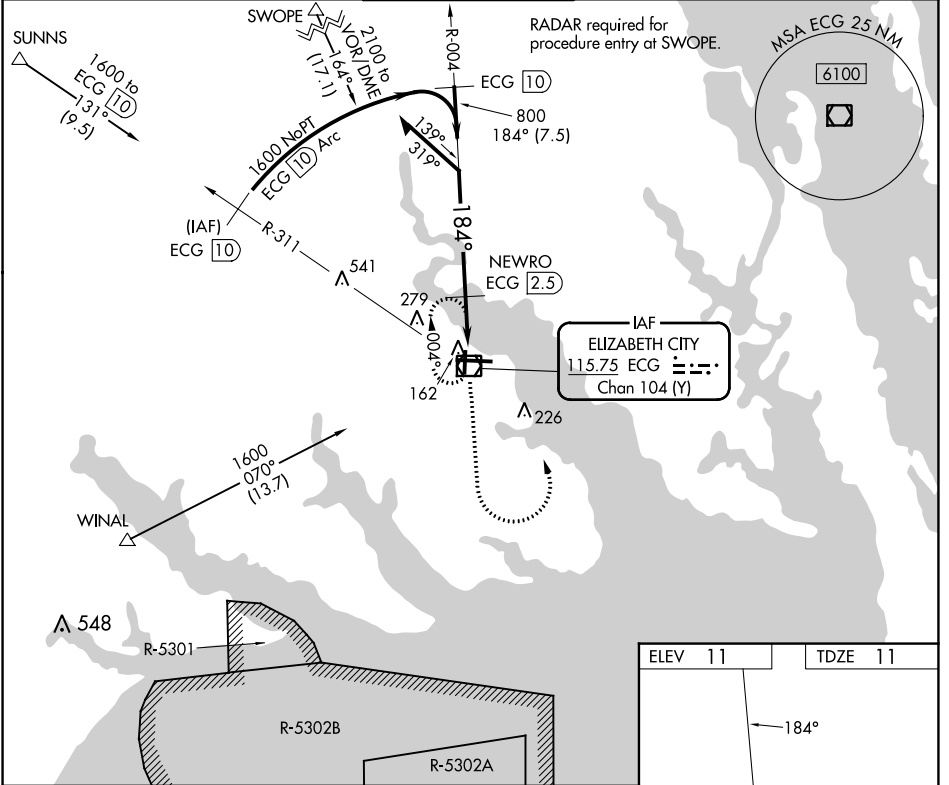 SUNNS
1600 to
ECG 10
131°
(9.5)
SWOPE
2100 to
VOR/DME
164°
(17.1)
R-004
ECG 10
800
184° (7.5)
RADAR required for
procedure entry at SWOPE.
MSA ECG 25 NM
6100
1600 NoPT
ECG 10 Arc
139°
319°
(IAF)
ECG 10
R-311
184°
541
279
NEWRO
ECG 2.5
004°
162
IAF
ELIZABETH CITY
115.75 ECG
Chan 104 (Y)
226
1600
070°
(13.7)
WINAL
548
R-5301
R-5302B
R-5302A
ELEV 11
TDZE 11
184°